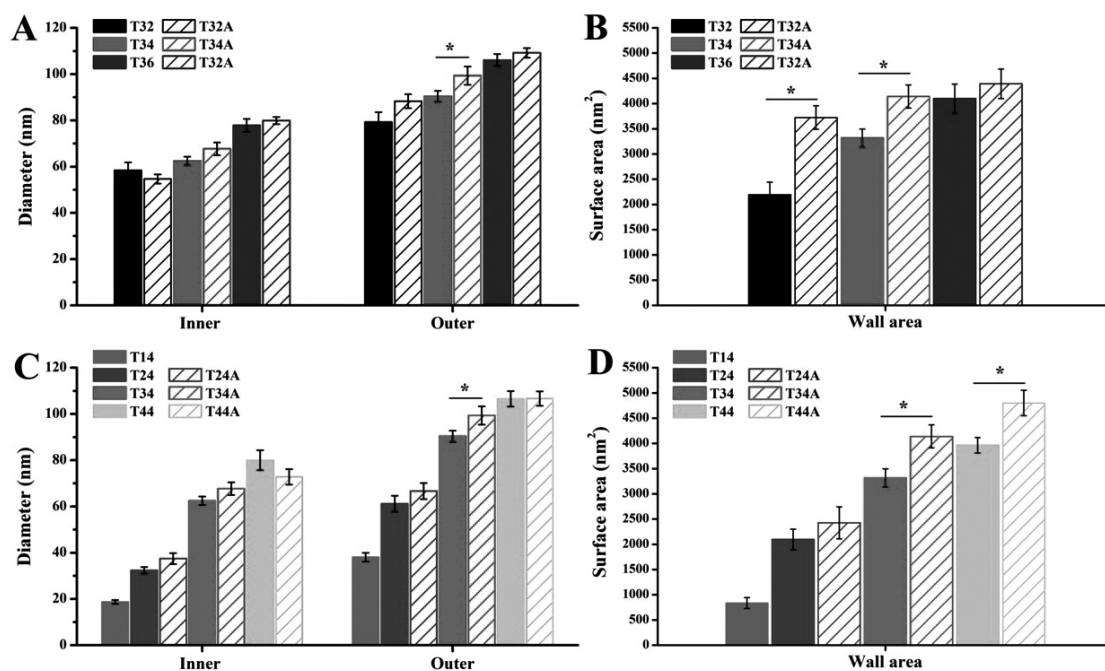 A
T32 T32A
T34 T34A
T36 T32A
Diameter (nm)
120
100
80
60
40
20
0
*
Inner Outer
B
T32 T32A
T34 T34A
T36 T32A
Surface area (nm²)
5500
5000
4500
4000
3500
3000
2500
2000
1500
1000
500
0
* *
Wall area
C
T14
T24 T24A
T34 T34A
T44 T44A
Diameter (nm)
120
100
80
60
40
20
0
*
Inner Outer
D
T14
T24 T24A
T34 T34A
T44 T44A
Surface area (nm²)
5500
5000
4500
4000
3500
3000
2500
2000
1500
1000
500
0
* *
Wall area